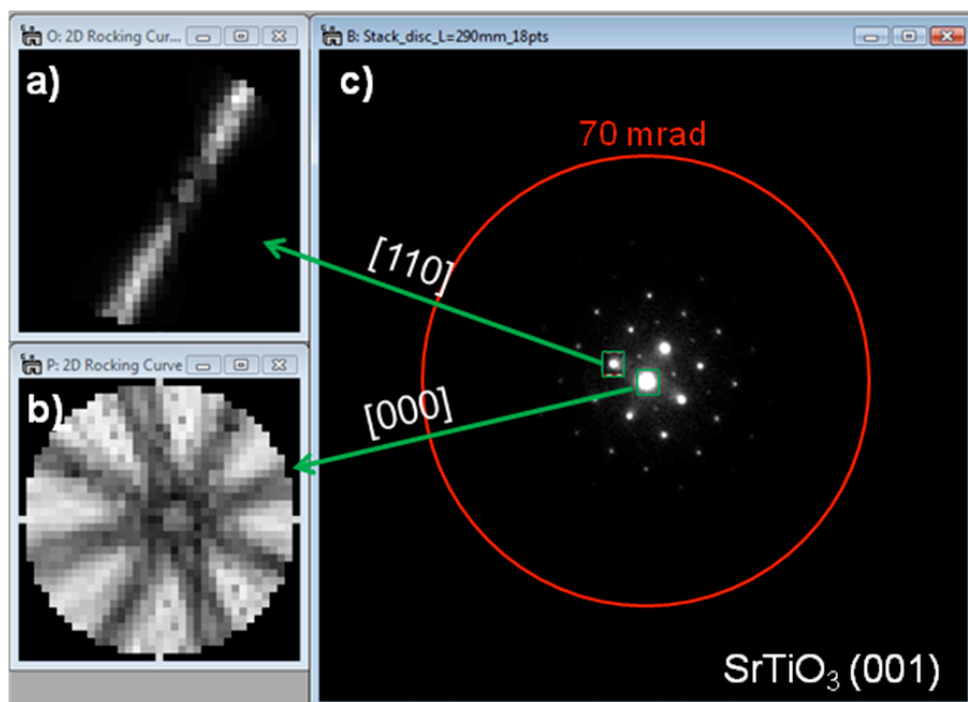 O: 2D Rocking Cur...
a)
B: Stack_disc_L=290mm_18pts
c)
70 mrad
[110]
P: 2D Rocking Curve
b)
[000]
SrTiO₃ (001)